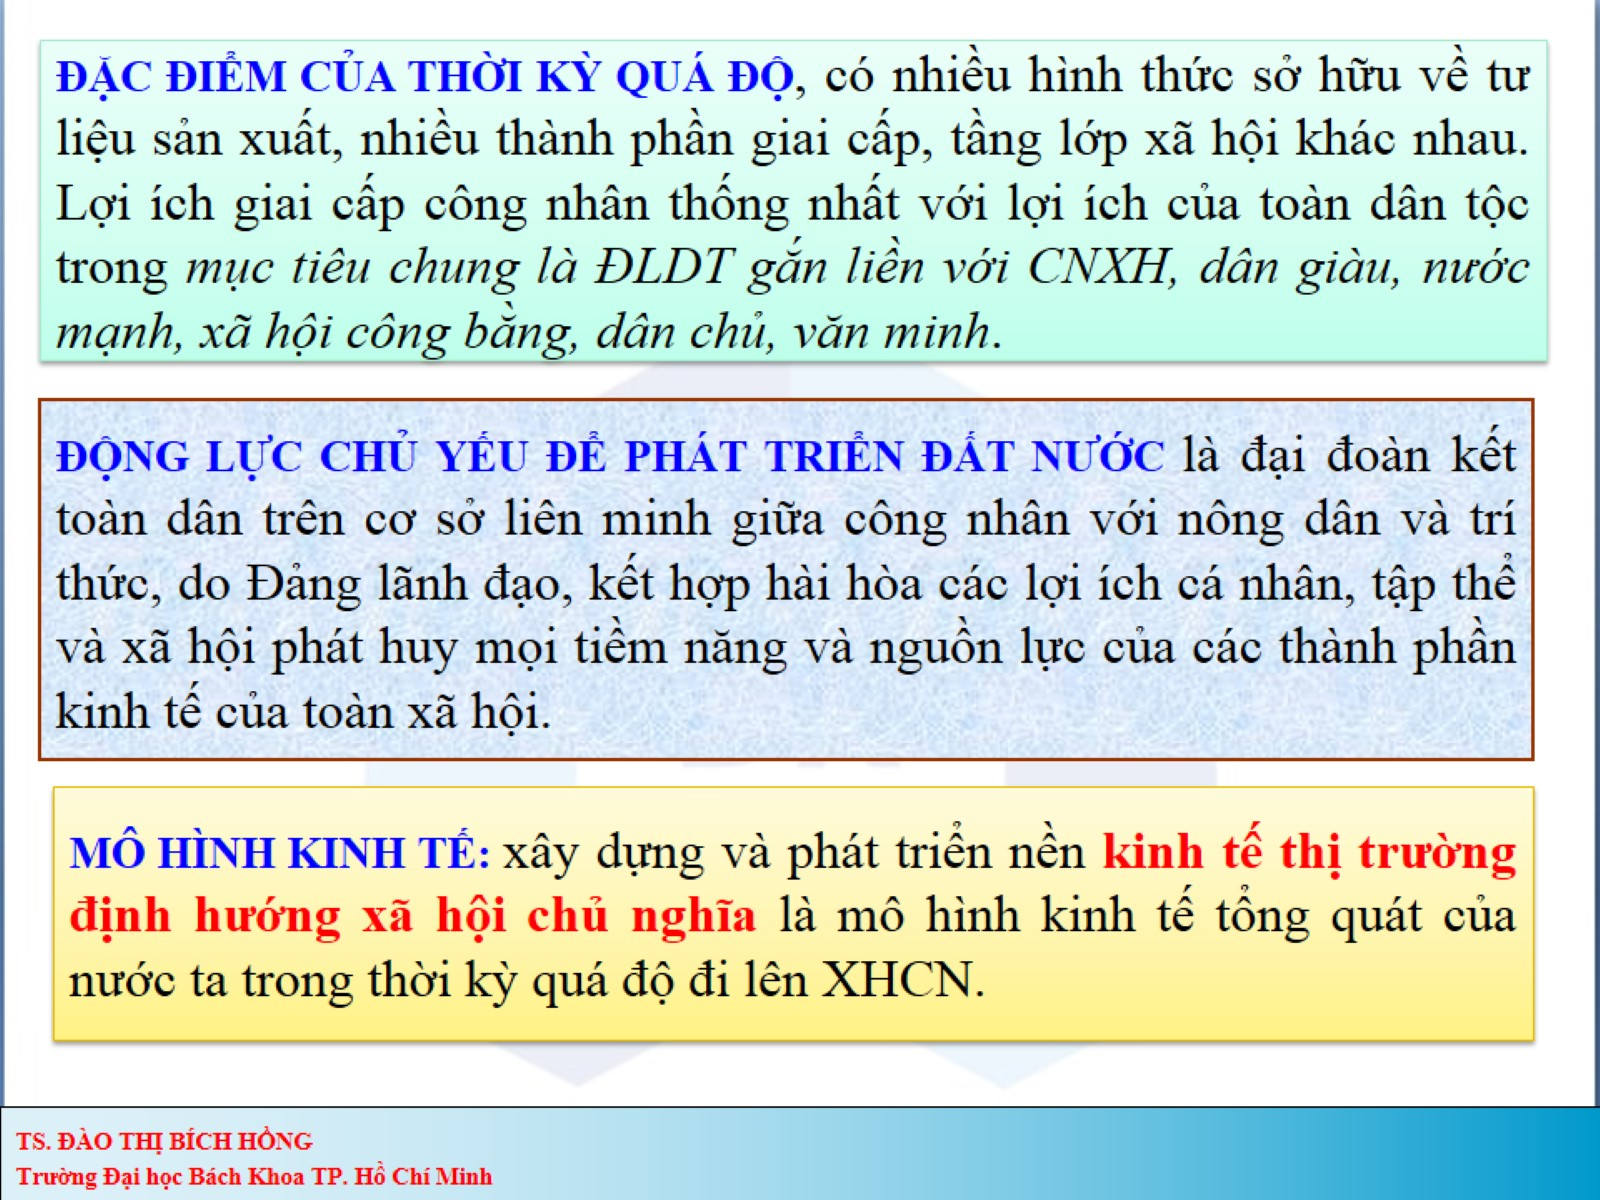 ĐẶC ĐIỂM CỦA THỜI KỲ QUÁ ĐỘ, có nhiều hình thức sở hữu về tư
liệu sản xuất, nhiều thành phần giai cấp, tầng lớp xã hội khác nhau.
Lợi ích giai cấp công nhân thống nhất với lợi ích của toàn dân tộc
trong mục tiêu chung là ĐLDT gắn liền với CNXH, dân giàu, nước
mạnh, xã hội công bằng, dân chủ, văn minh.
ĐỘNG LỰC CHỦ YẾU ĐỂ PHÁT TRIỂN ĐẤT NƯỚC là đại đoàn kết
toàn dân trên cơ sở liên minh giữa công nhân với nông dân và trí
thức, do Đảng lãnh đạo, kết hợp hài hòa các lợi ích cá nhân, tập thể
và xã hội phát huy mọi tiềm năng và nguồn lực của các thành phần
kinh tế của toàn xã hội.
MÔ HÌNH KINH TẾ: xây dựng và phát triển nền kinh tế thị trường
định hướng xã hội chủ nghĩa là mô hình kinh tế tổng quát của
nước ta trong thời kỳ quá độ đi lên XHCN.
TS. ĐÀO THỊ BÍCH HỒNG
Trường Đại học Bách Khoa TP. Hồ Chí Minh